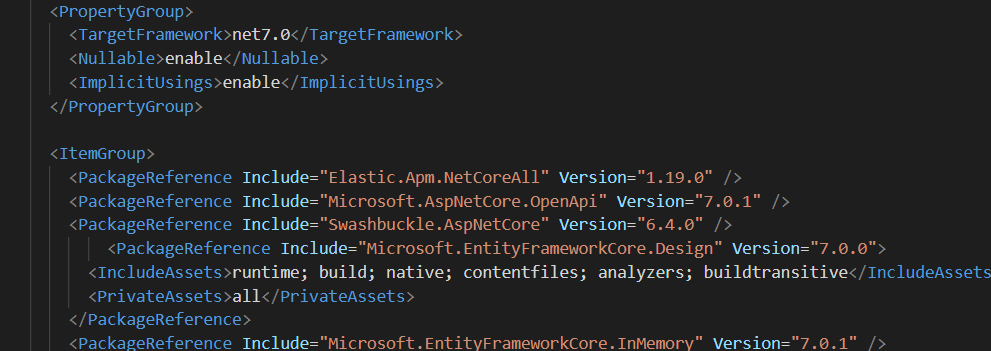 <PropertyGroup>
<TargetFramework>net7.0</TargetFramework>
<Nullable>enable</Nullable>
<ImplicitUsings>enable</ImplicitUsings>
</PropertyGroup>
<ItemGroup>
<PackageReference Include="Elastic.Apm.NetCoreAll" Version="1.19.0" />
<PackageReference Include="Microsoft.AspNetCore.OpenApi" Version="7.0.1" />
<PackageReference Include="Swashbuckle.AspNetCore" Version="6.4.0" />
<PackageReference Include="Microsoft.EntityFrameworkCore.Design" Version="7.0.0">
<IncludeAssets>runtime; build; native; contentfiles; analyzers; buildtransitive</IncludeAssets
<PrivateAssets>all</PrivateAssets>
</PackageReference>
<PackageReference Include="Microsoft.EntityFrameworkCore.InMemory" Version="7.0.1" />